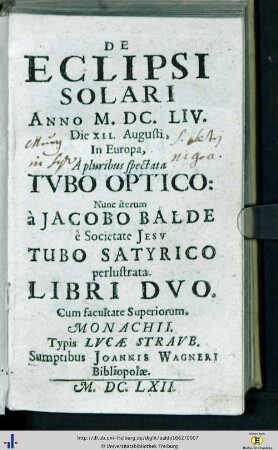 DE
ECLIPSI
SOLARI
ANNO M. DC. LIV.
Die XII. Augusti,
In Europa,
A pluribus spectata
TVBO OPTICO:
Nunc iterum
à JACOBO BALDE
è Societate JESV
TUBO SATYRICO
perlustrata.
LIBRI DVO.
Cum facultate Superiorum.
MONACHII.
Typis LVCÆ STRAVB.
Sumptibus JOANNIS WAGNERI
Bibliopolæ.
M. DC. LXII.
© Universitätsbibliothek Freiburg